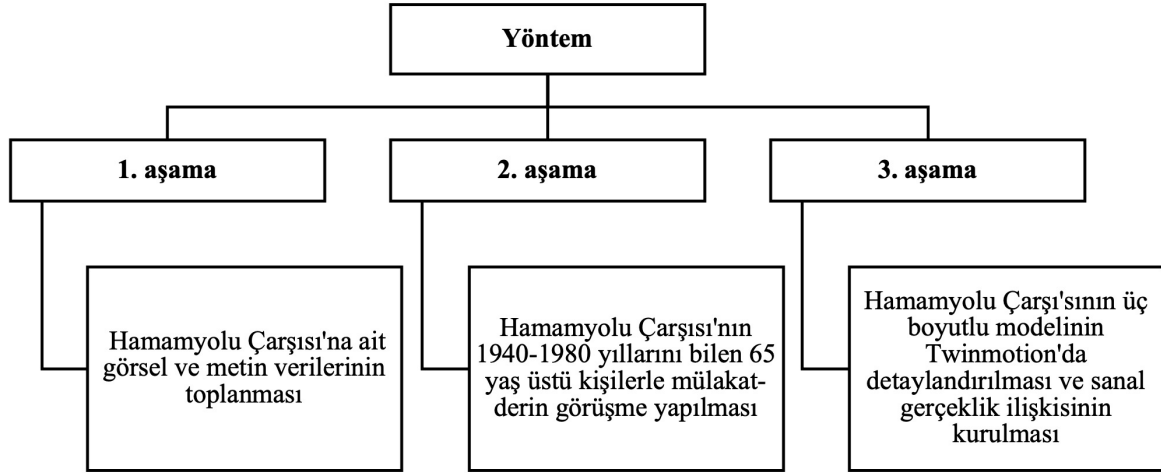 Yöntem
1. aşama
2. aşama
3. aşama
Hamamyolu Çarşısı'na ait
görsel ve metin verilerinin
toplanması
Hamamyolu Çarşısı'nın
1940-1980 yıllarını bilen 65
yaş üstü kişilerle mülakat-
derin görüşme yapılması
Hamamyolu Çarşı'sının üç
boyutlu modelinin
Twinmotion'da
detaylandırılması ve sanal
gerçeklik ilişkisinin
kurulması